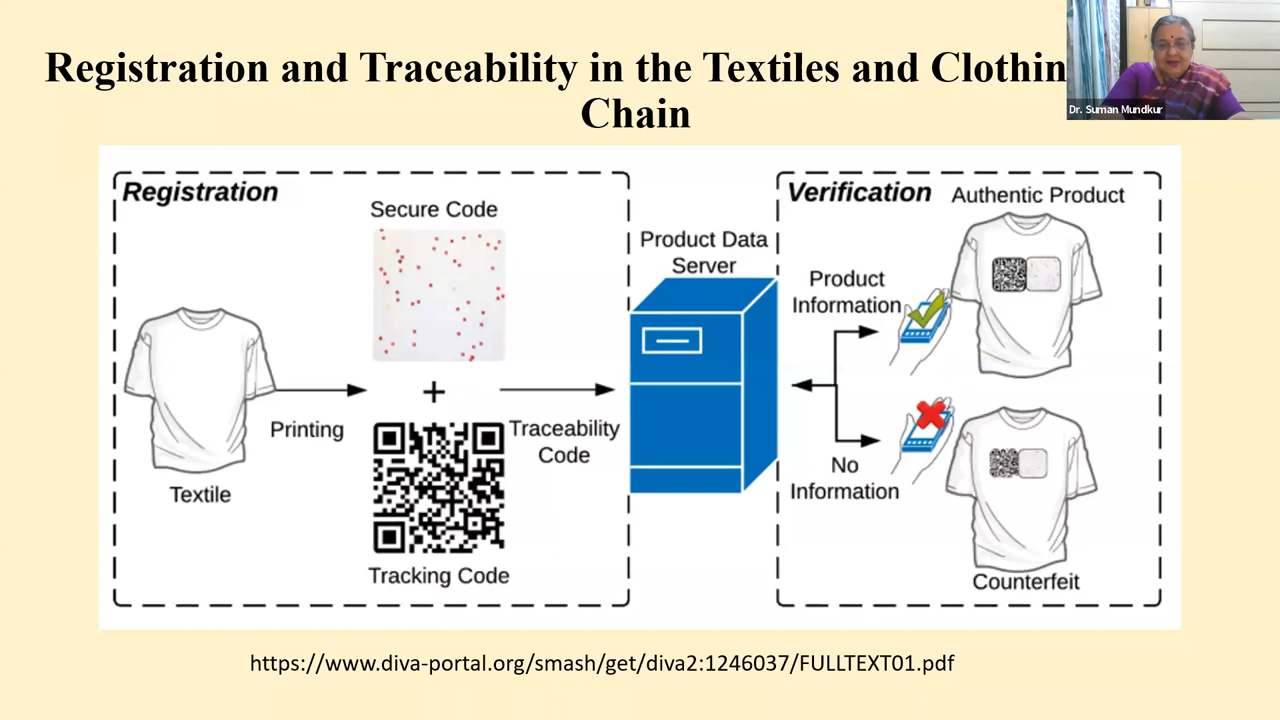 Registration and Traceability in the Textiles and Clothin
Chain
Dr. Suman Mundkur
Registration
Secure Code
Textile
Printing
+
Tracking Code
Traceability
Code
Product Data
Server
Verification
Authentic Product
Product
Information
No
Information
Counterfeit
https://www.diva-portal.org/smash/get/diva2:1246037/FULLTEXT01.pdf